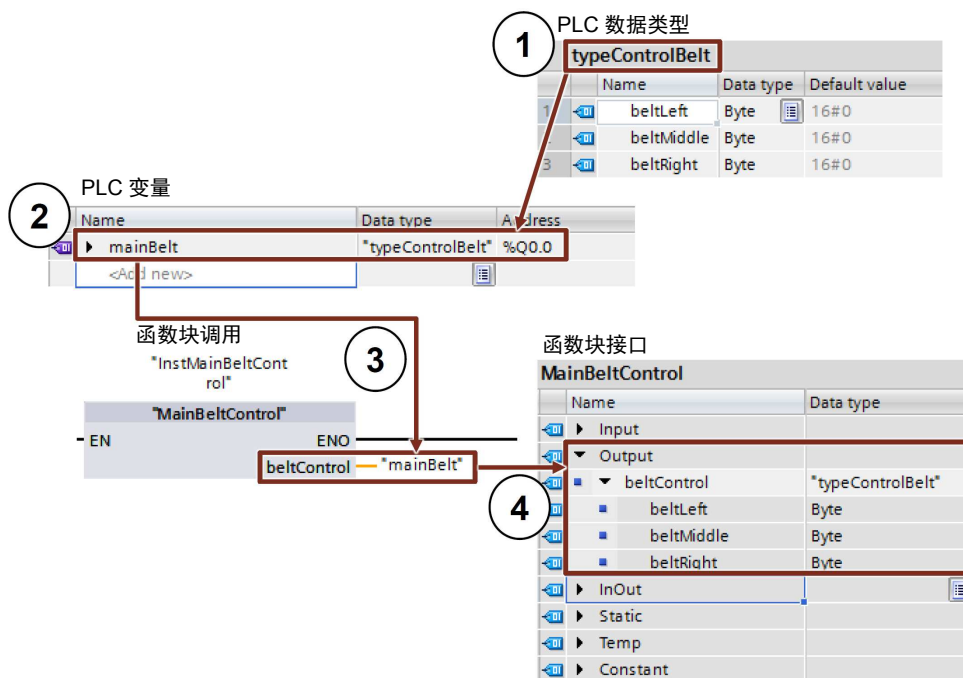 PLC 数据类型
1
typeControlBelt
Name Data type Default value
1 beltLeft Byte 16#0
beltMiddle Byte 16#0
3 beltRight Byte 16#0
PLC 变量
2
Name Data type Address
mainBelt "typeControlBelt" %Q0.0
<Add new>
函数块调用
3
"InstMainBeltCont
rol"
"MainBeltControl"
EN ENO
beltControl "mainBelt"
函数块接口
MainBeltControl
Name Data type
Input
Output
4
beltControl "typeControlBelt"
beltLeft Byte
beltMiddle Byte
beltRight Byte
InOut
Static
Temp
Constant